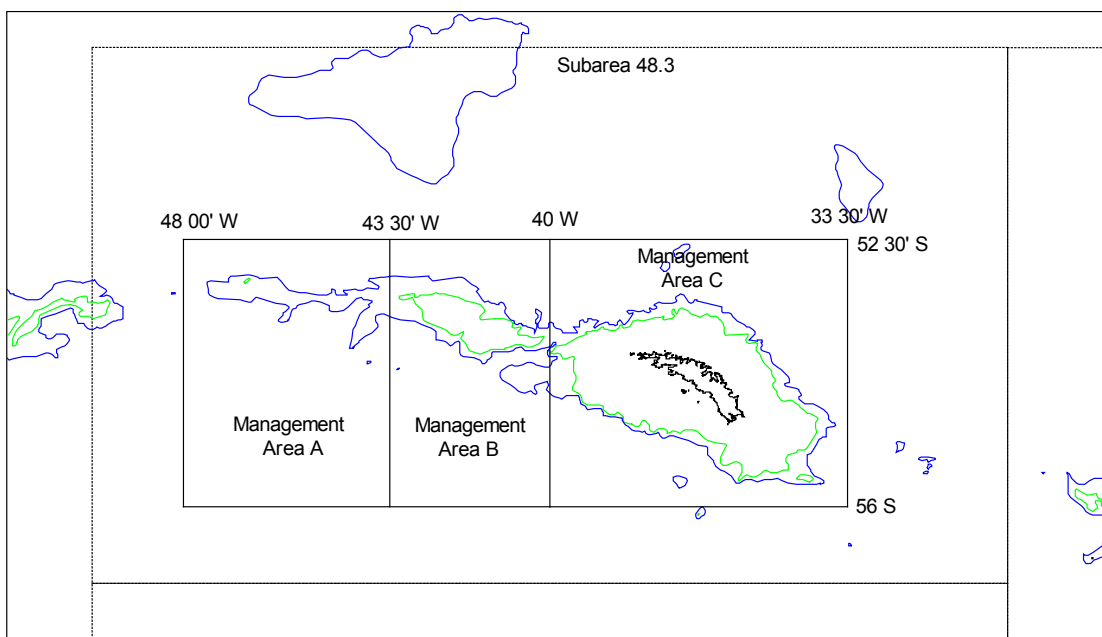 Subarea 48.3
48 00' W
43 30' W
40 W
33 30' W
52 30' S
Management
Area C
Management
Area A
Management
Area B
56 S